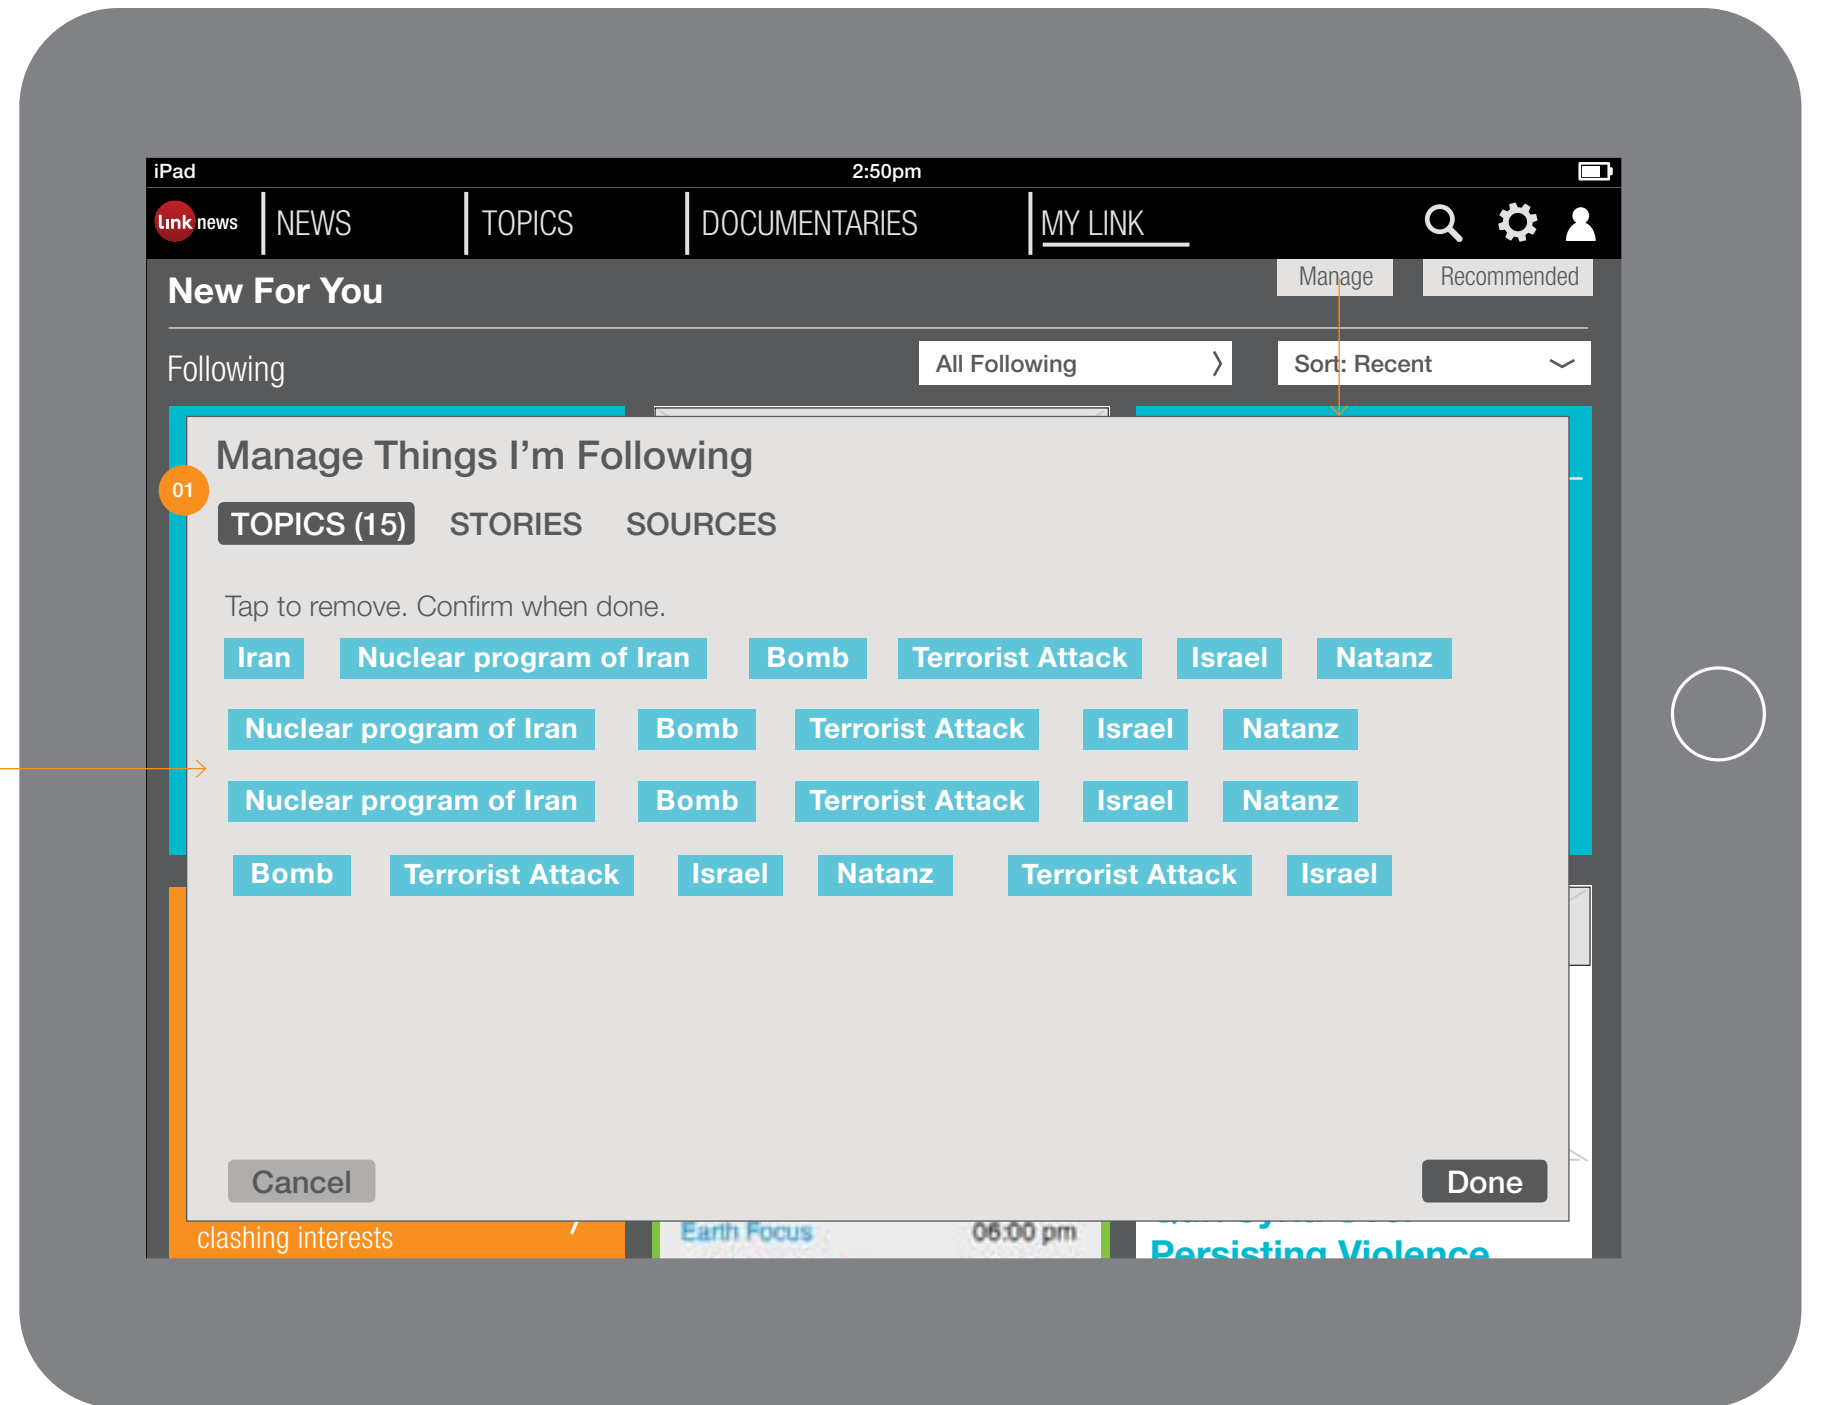 iPad 2:50pm
link news NEWS TOPICS DOCUMENTARIES MY LINK
New For You Manage Recommended
Following All Following Sort: Recent
Manage Things I’m Following
01
TOPICS (15) STORIES SOURCES
Tap to remove. Confirm when done.
Iran Nuclear program of Iran Bomb Terrorist Attack Israel Natanz
Nuclear program of Iran Bomb Terrorist Attack Israel Natanz
Nuclear program of Iran Bomb Terrorist Attack Israel Natanz
Bomb Terrorist Attack Israel Natanz Terrorist Attack Israel
Cancel Done
clashing interests Earth Focus 06:00 pm
Persisting Violence